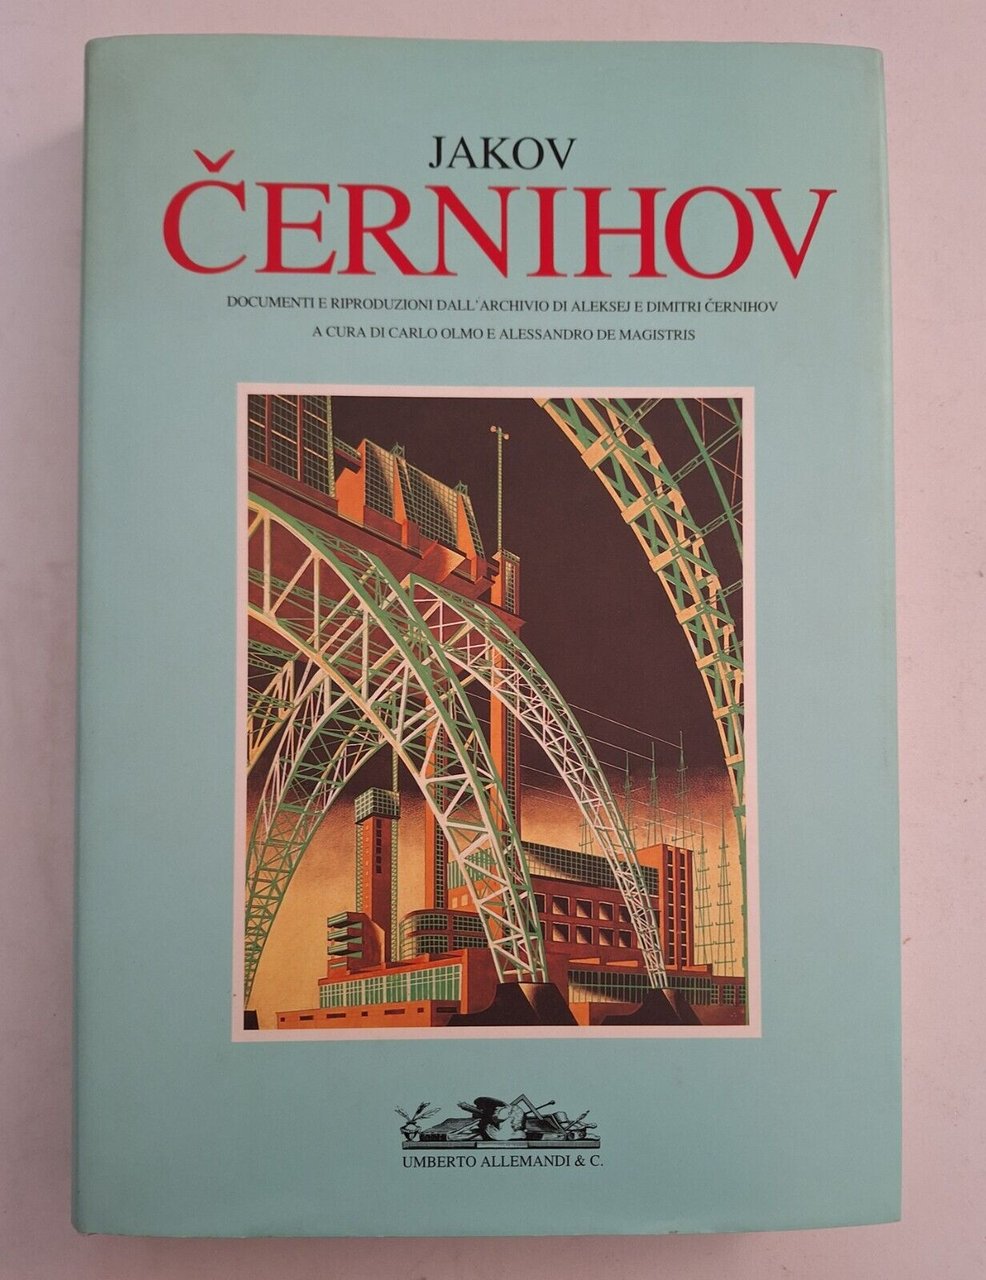 JAKOV
ČERNIHOV
DOCUMENTI E RIPRODUZIONI DALL'ARCHIVIO DI ALEKSEJ E DIMITRI ČERNIHOV
A CURA DI CARLO OLMO E ALESSANDRO DE MAGISTRIS
UMBERTO ALLEMANDI & C.